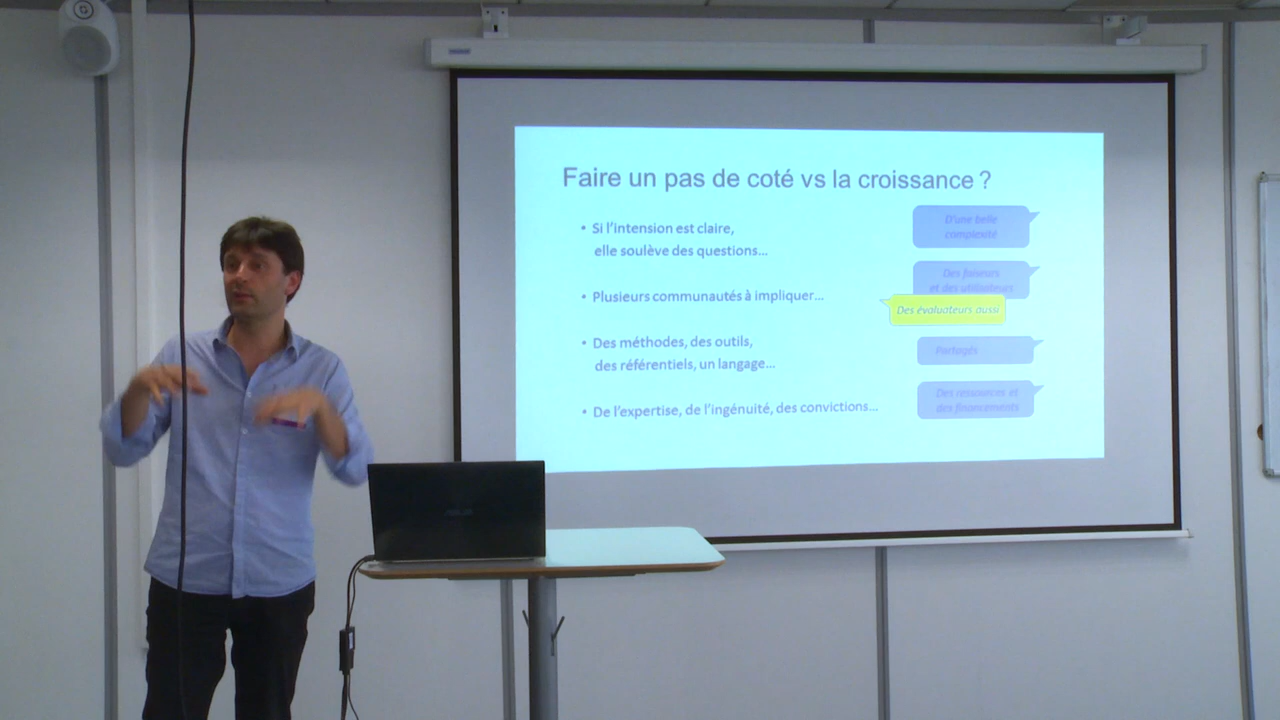 Faire un pas de coté vs la croissance ?
• Si l'intension est claire,
elle soulève des questions...
D'une belle
complexité
• Plusieurs communautés à impliquer...
Des faiseurs
et des utilisateurs
Des évaluateurs aussi
• Des méthodes, des outils,
des référentiels, un langage...
Partagés
• De l'expertise, de l'ingénuité, des convictions...
Des ressources et
des financements
ASUS